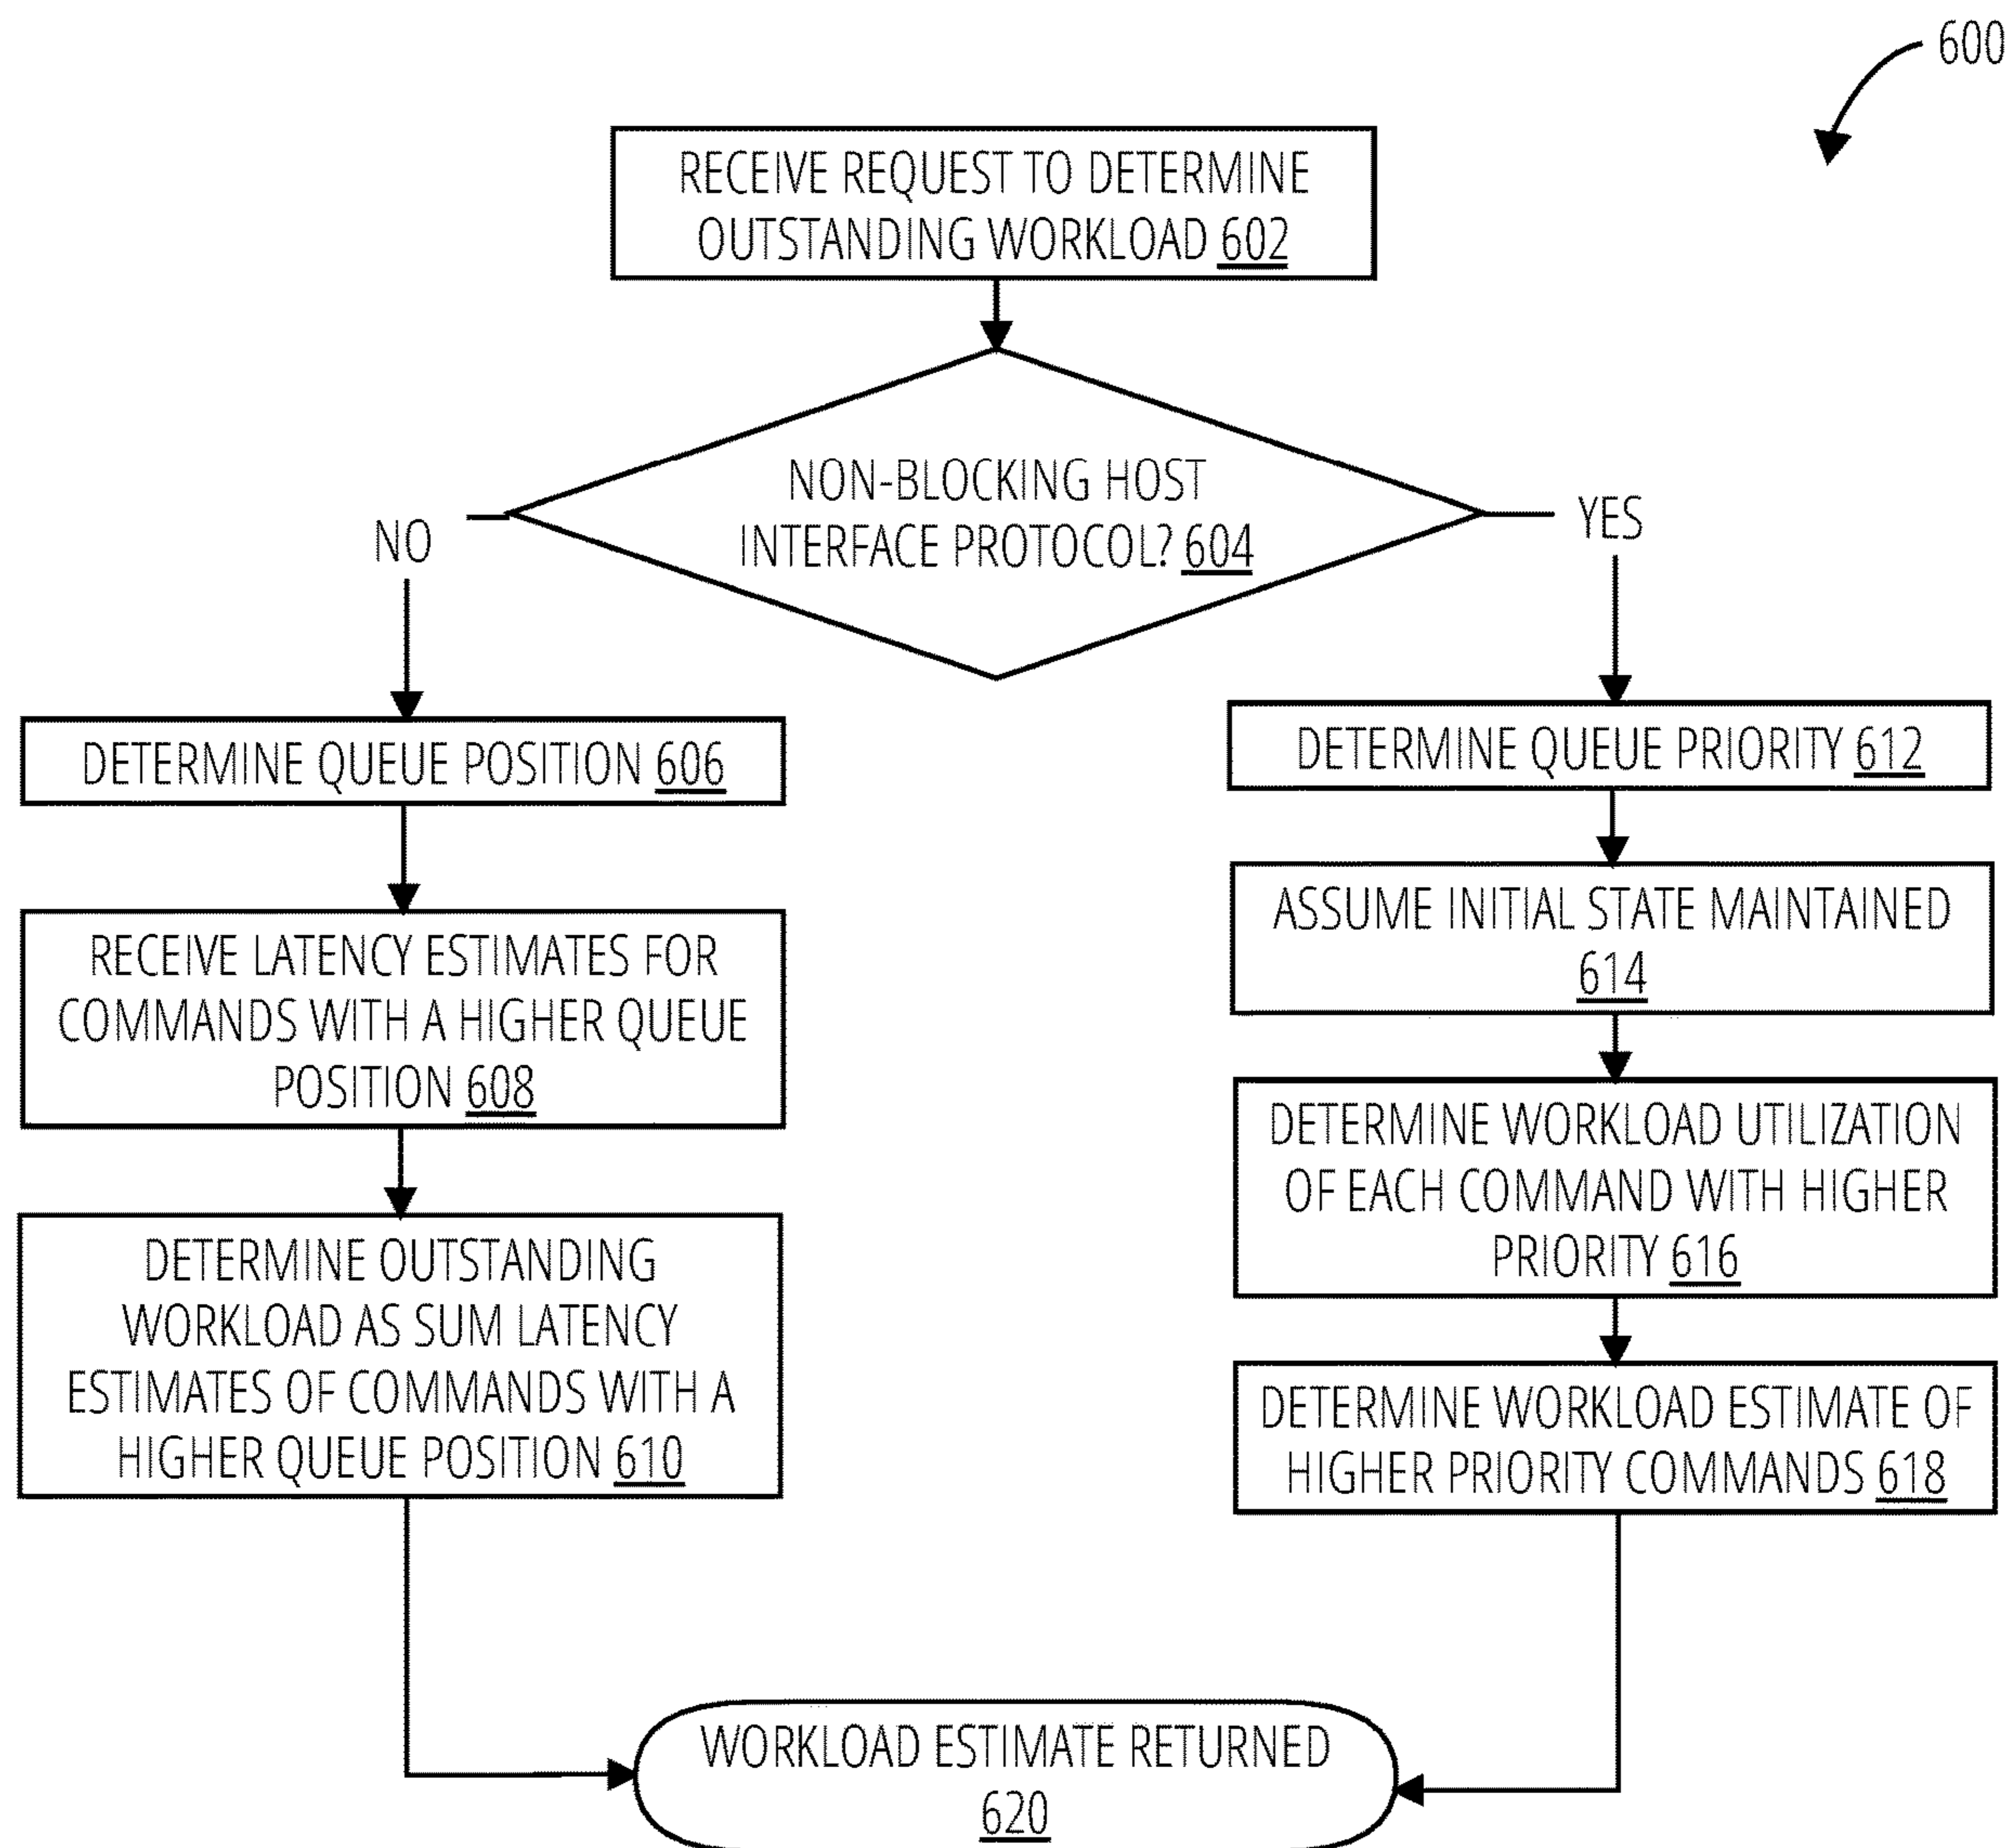 600
RECEIVE REQUEST TO DETERMINE
OUTSTANDING WORKLOAD 602
NON-BLOCKING HOST
INTERFACE PROTOCOL? 604
NO
YES
DETERMINE QUEUE POSITION 606
RECEIVE LATENCY ESTIMATES FOR
COMMANDS WITH A HIGHER QUEUE
POSITION 608
DETERMINE OUTSTANDING
WORKLOAD AS SUM LATENCY
ESTIMATES OF COMMANDS WITH A
HIGHER QUEUE POSITION 610
DETERMINE QUEUE PRIORITY 612
ASSUME INITIAL STATE MAINTAINED
614
DETERMINE WORKLOAD UTILIZATION
OF EACH COMMAND WITH HIGHER
PRIORITY 616
DETERMINE WORKLOAD ESTIMATE OF
HIGHER PRIORITY COMMANDS 618
WORKLOAD ESTIMATE RETURNED
620